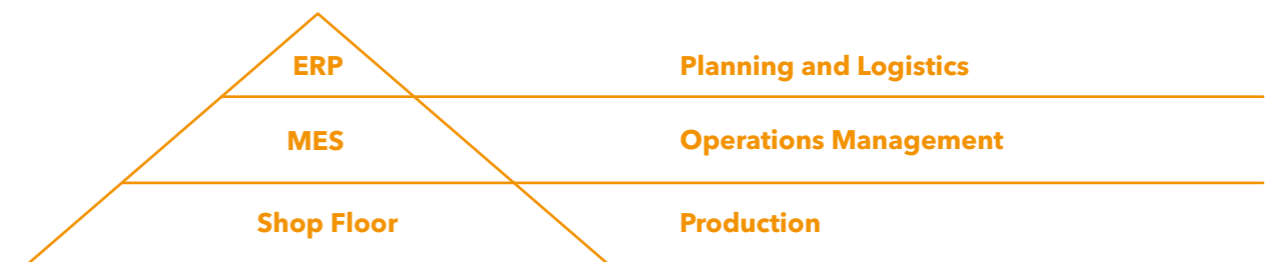 ERP Planning and Logistics
MES Operations Management
Shop Floor Production